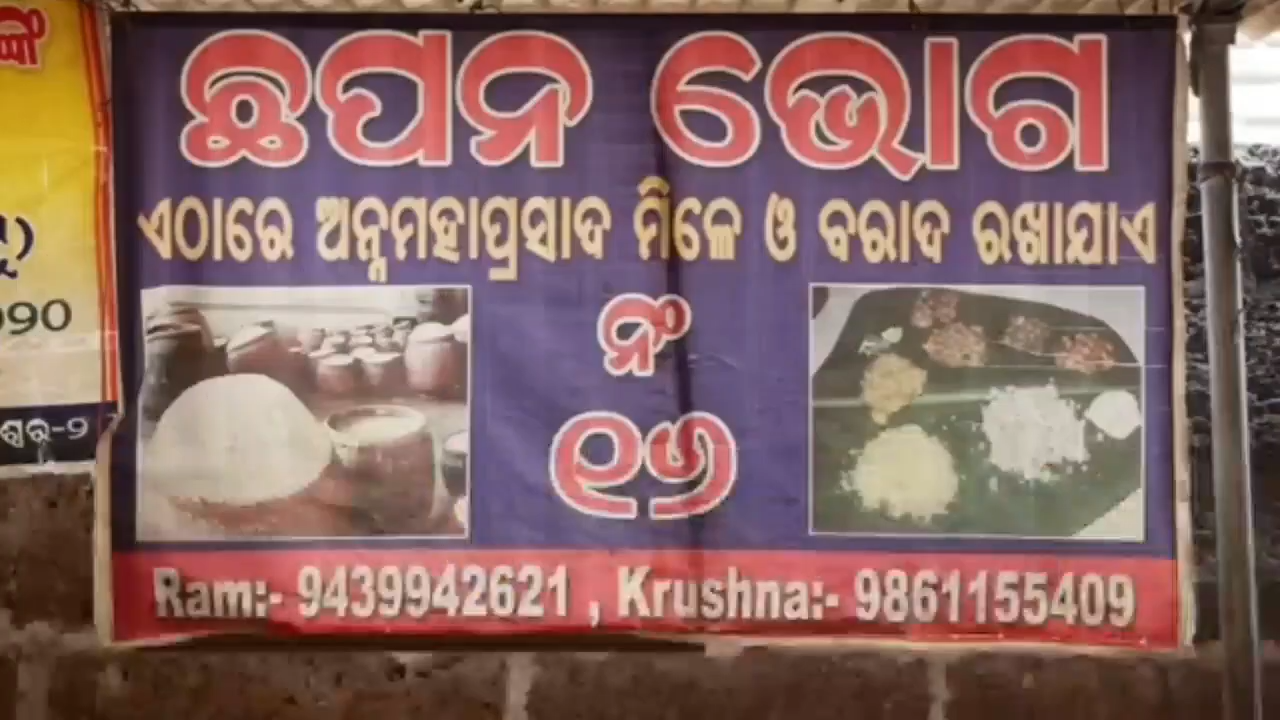 ଛପନ ଭୋଗ
ଏଠାରେ ଅନ୍ନମହାପ୍ରସାଦ ମିଳେ ଓ ବରାଦ ରଖାଯାଏ
ନଂ
୧୬
Ram:- 9439942621 , Krushna:- 9861155409